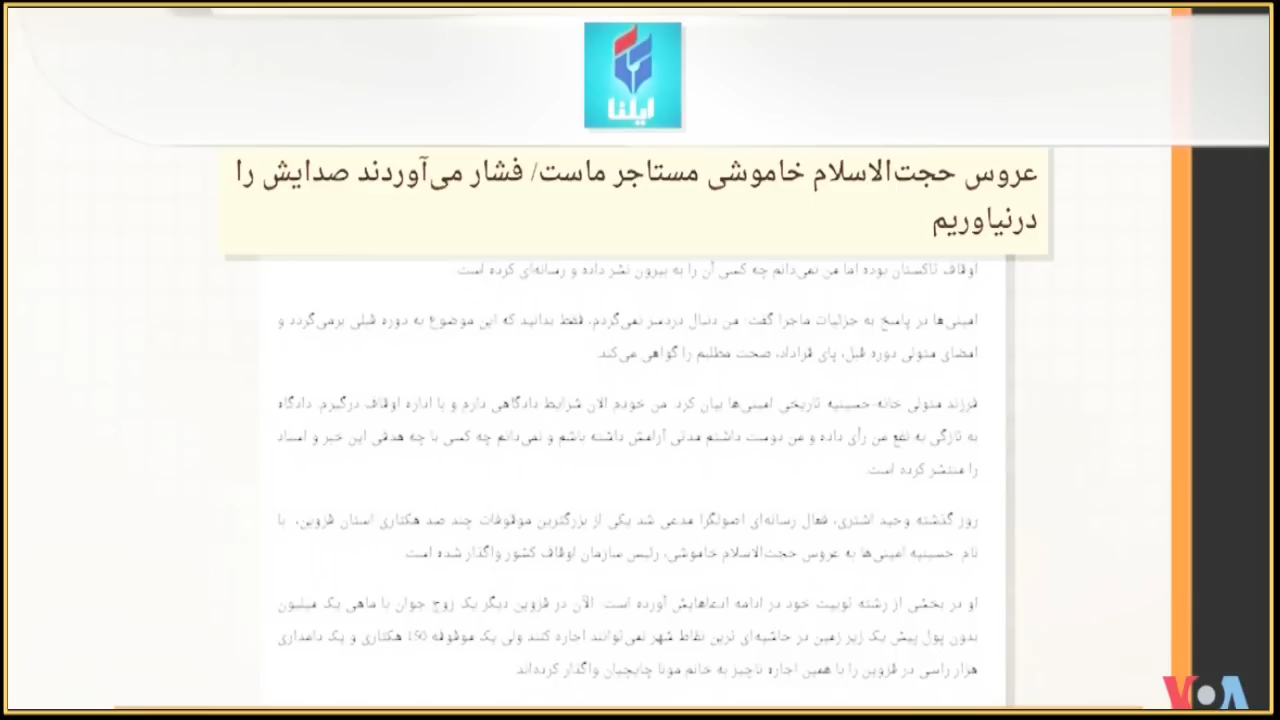 ایلنا
عروس حجت‌الاسلام خاموشی مستاجر ماست/ فشار می‌آوردند صدایش را
درنیاوریم
اوقاف تاکستان بوده اما من نمی‌دانم چه کسی آن را به بیرون نشر داده و رسانه‌ای کرده است.
امینی‌ها در پاسخ به جزئیات ماجرا گفت: من دنبال دردسر نمی‌گردم، فقط بدانید که این موضوع به دوره قبلی برمی‌گردد و
امضای متولی دوره قبل، پای قراداد، صحت مطلبم را گواهی می‌کند.
فرزند متولی خانه-حسینیه تاریخی امینی‌ها بیان کرد: من خودم الان شرایط دادگاهی دارم و با اداره اوقاف درگیرم. دادگاه
به تازگی به نفع من رأی داده و من دوست داشتم مدتی آرامش داشته باشم و نمی‌دانم چه کسی با چه هدفی این خبر و اسناد
را منتشر کرده است.
روز گذشته وحید اشتری، فعال رسانه‌ای اصولگرا مدعی شد یکی از بزرگترین موقوفات چند صد هکتاری استان قزوین، با
نام حسینیه امینی‌ها به عروس حجت‌الاسلام خاموشی، رئیس سازمان اوقاف کشور واگذار شده است.
او در بخشی از رشته توییت خود در ادامه ادعاهایش آورده است: الآن در قزوین دیگر یک زوج جوان با ماهی یک میلیون
بدون پول پیش یک زیر زمین در حاشیه‌ای ترین نقاط شهر نمی‌توانند اجاره کنند ولی یک موقوفه 150 هکتاری و یک دامداری
هزار راسی در قزوین را با همین اجاره ناچیز به خانم مونا چایچیان واگذار کرده‌اند.
VOA